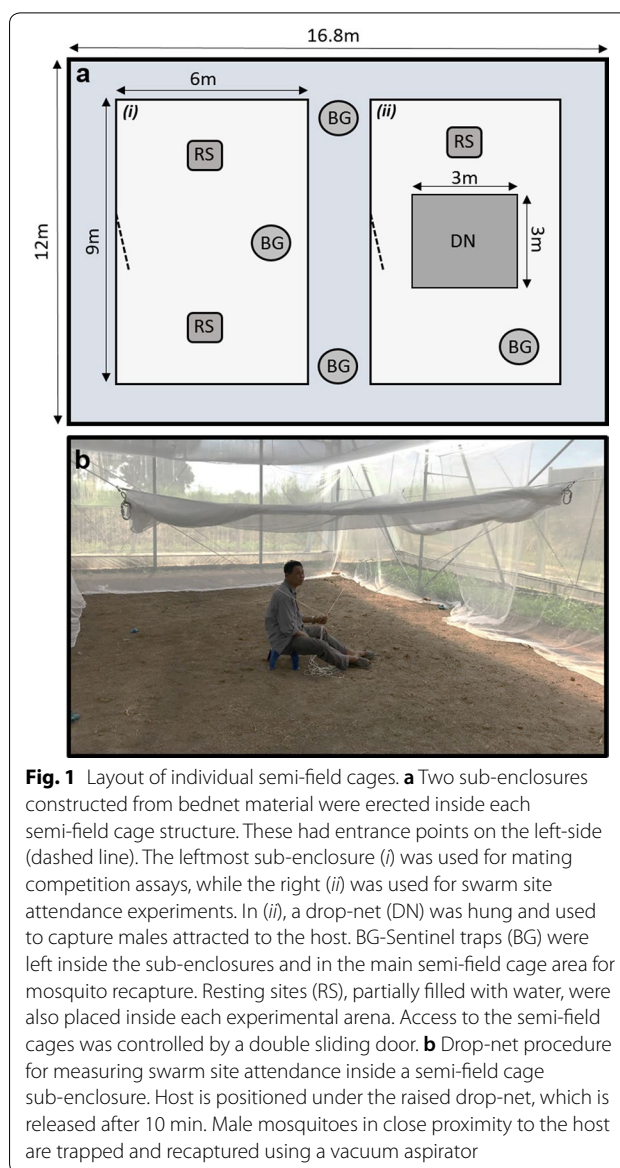 16.8m
a
6m
(i)
BG
(ii)
RS
RS
3m
12m
9m
BG
DN
3m
RS
BG
BG
b
Fig. 1 Layout of individual semi-field cages. a Two sub-enclosures
constructed from bednet material were erected inside each
semi-field cage structure. These had entrance points on the left-side
(dashed line). The leftmost sub-enclosure (i) was used for mating
competition assays, while the right (ii) was used for swarm site
attendance experiments. In (ii), a drop-net (DN) was hung and used
to capture males attracted to the host. BG-Sentinel traps (BG) were
left inside the sub-enclosures and in the main semi-field cage area for
mosquito recapture. Resting sites (RS), partially filled with water, were
also placed inside each experimental arena. Access to the semi-field
cages was controlled by a double sliding door. b Drop-net procedure
for measuring swarm site attendance inside a semi-field cage
sub-enclosure. Host is positioned under the raised drop-net, which is
released after 10 min. Male mosquitoes in close proximity to the host
are trapped and recaptured using a vacuum aspirator